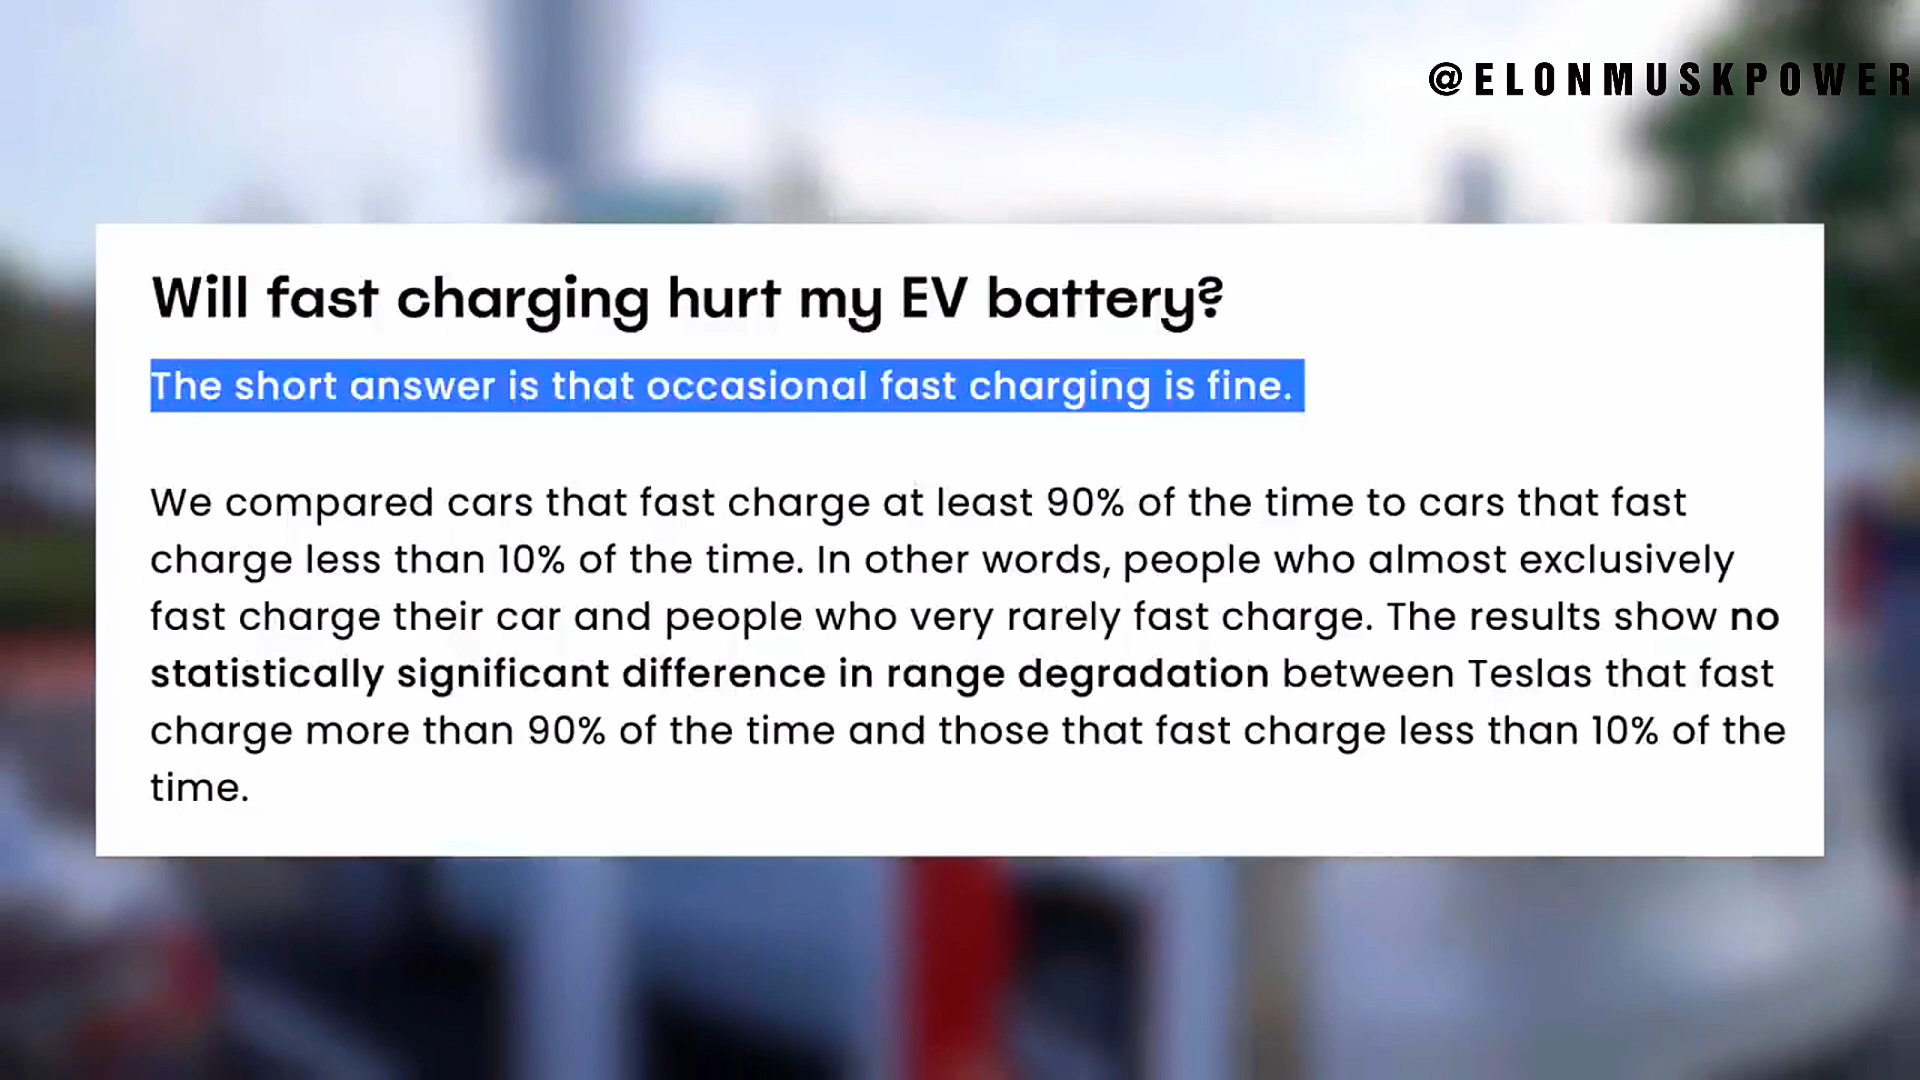 @ELONMUSKPOWER
Will fast charging hurt my EV battery?
The short answer is that occasional fast charging is fine.
We compared cars that fast charge at least 90% of the time to cars that fast
charge less than 10% of the time. In other words, people who almost exclusively
fast charge their car and people who very rarely fast charge. The results show no
statistically significant difference in range degradation between Teslas that fast
charge more than 90% of the time and those that fast charge less than 10% of the
time.